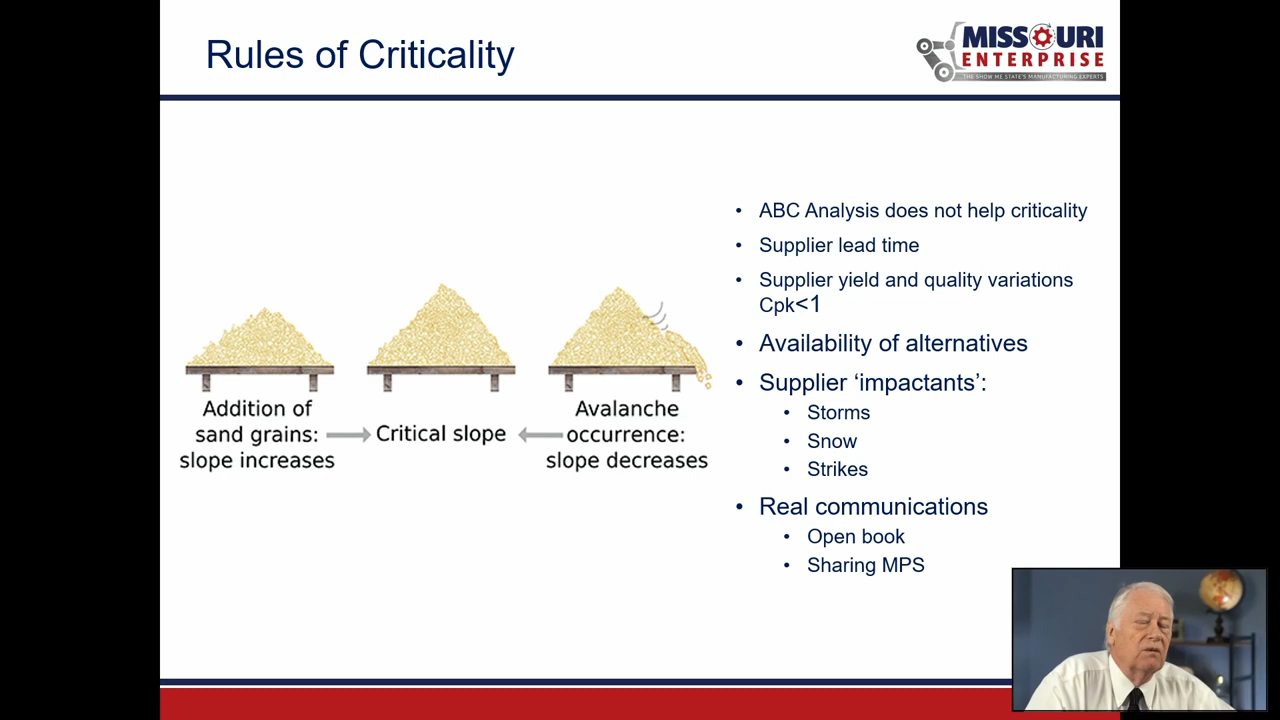 Rules of Criticality
MISSOURI
ENTERPRISE
THE SHOW ME STATE'S MANUFACTURING EXPERTS
• ABC Analysis does not help criticality
• Supplier lead time
• Supplier yield and quality variations
Cpk<1
• Availability of alternatives
• Supplier ‘impactants’:
• Storms
• Snow
• Strikes
• Real communications
• Open book
• Sharing MPS
Addition of
sand grains:
slope increases
Critical slope
Avalanche
occurrence:
slope decreases